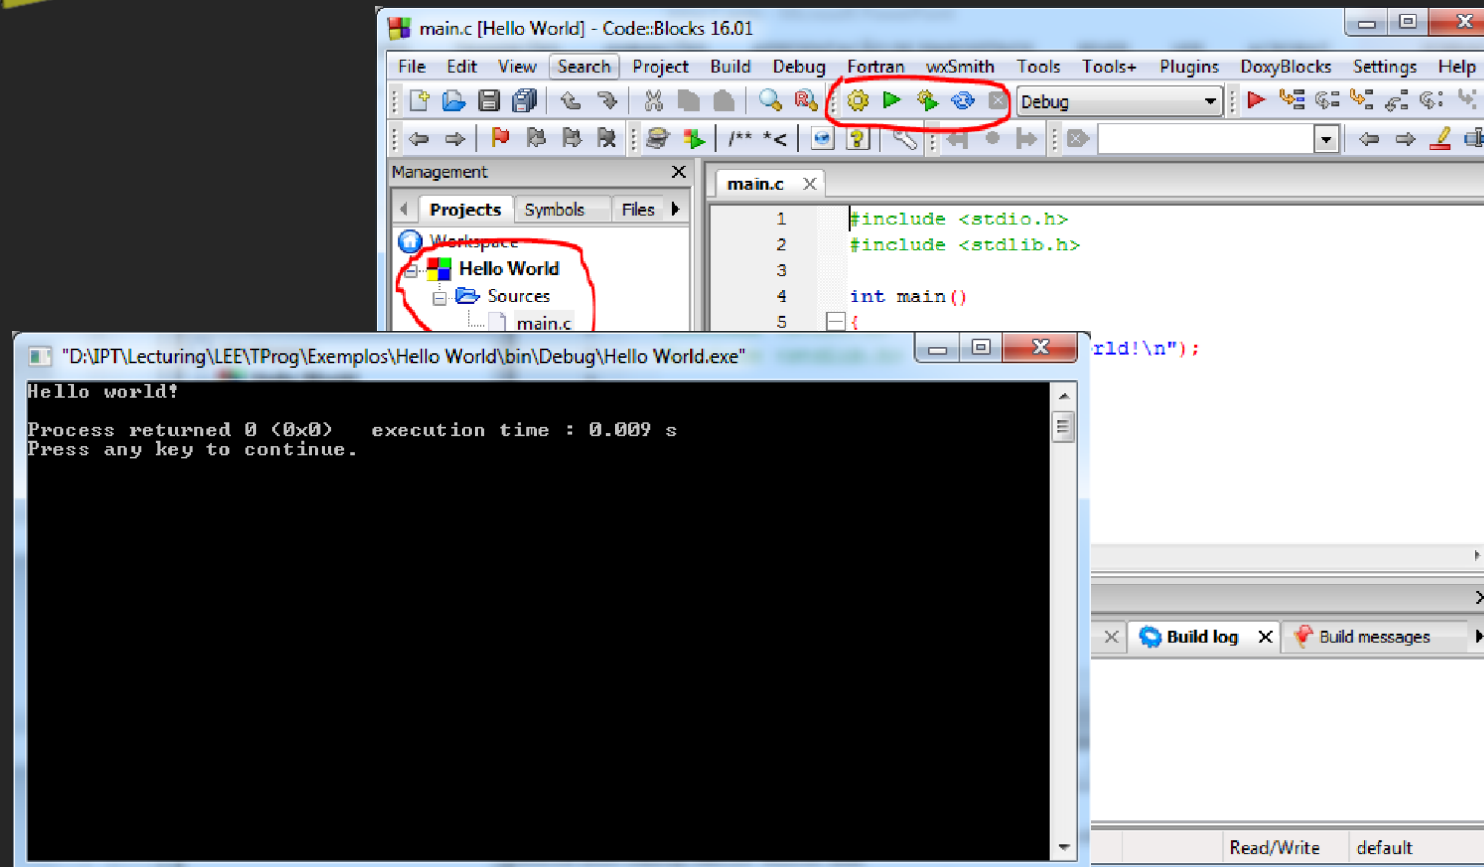 main.c [Hello World] - Code::Blocks 16.01
File Edit View Search Project Build Debug Fortran wxSmith Tools Tools+ Plugins DoxyBlocks Settings Help
Debug
/** *<
Management
Projects Symbols Files
main.c
Workspace
Hello World
Sources
main.c
1 #include <stdio.h>
2 #include <stdlib.h>
3
4 int main()
5 {
rld!\n");
"D:\IPT\Lecturing\LEE\TProg\Exemplos\Hello World\bin\Debug\Hello World.exe"
Hello world!
Process returned 0 (0x0) execution time : 0.009 s
Press any key to continue.
Build log Build messages
Read/Write default